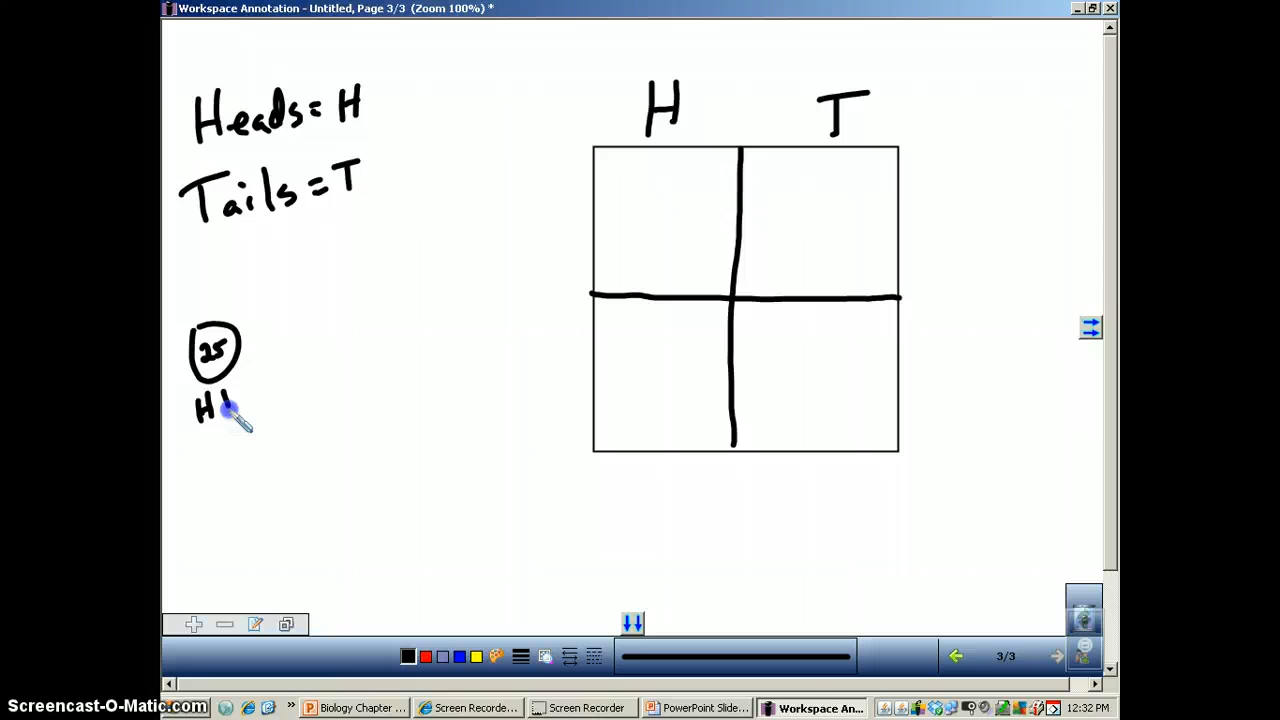 Workspace Annotation - Untitled, Page 3/3 (Zoom 100%) *
Heads = H
Tails = T
H T
25
H
3/3
Screencast-O-Matic.com
»
Biology Chapter ...
Screen Recorde...
Screen Recorder
PowerPoint Slide...
Workspace An...
12:32 PM